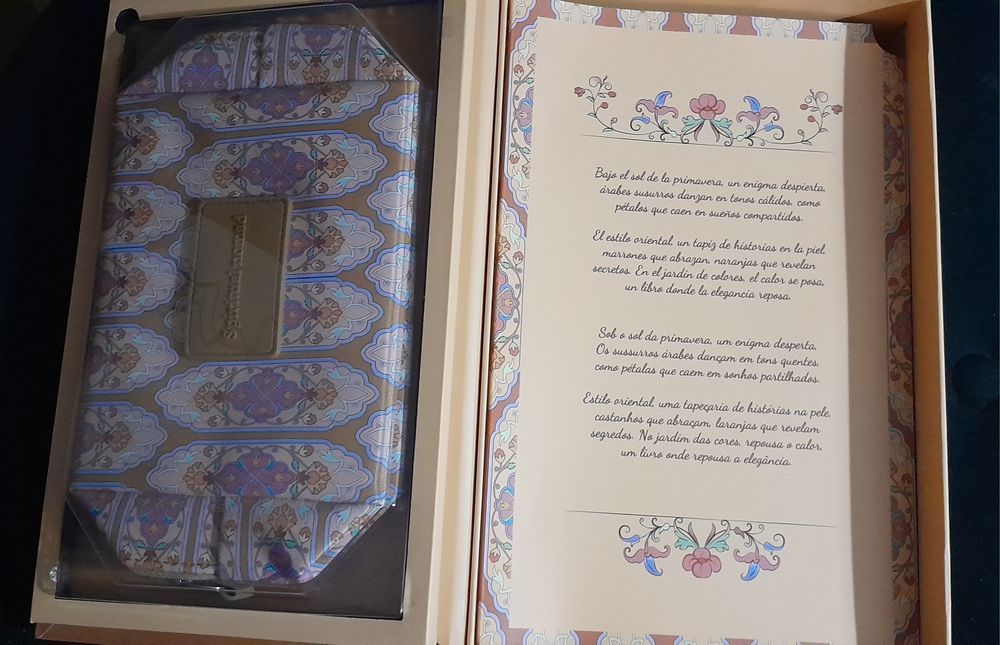 Spiritual nomad
Bajo el sol de la primavera, un enigma despierta,
árabes susurros danzan en tonos cálidos, como
pétalos que caen en sueños compartidos.
El estilo oriental, un tapiz de historias en la piel,
marrones que abrazan, naranjas que revelan
secretos. En el jardín de colores, el calor se posa,
un libro donde la elegancia reposa.
Sob o sol da primavera, um enigma desperta,
Os sussurros árabes dançam em tons quentes,
como pétalas que caem em sonhos partilhados.
Estilo oriental, uma tapeçaria de histórias na pele,
castanhos que abraçam, laranjas que revelam
segredos. No jardim das cores, repousa o calor,
um livro onde repousa a elegância.